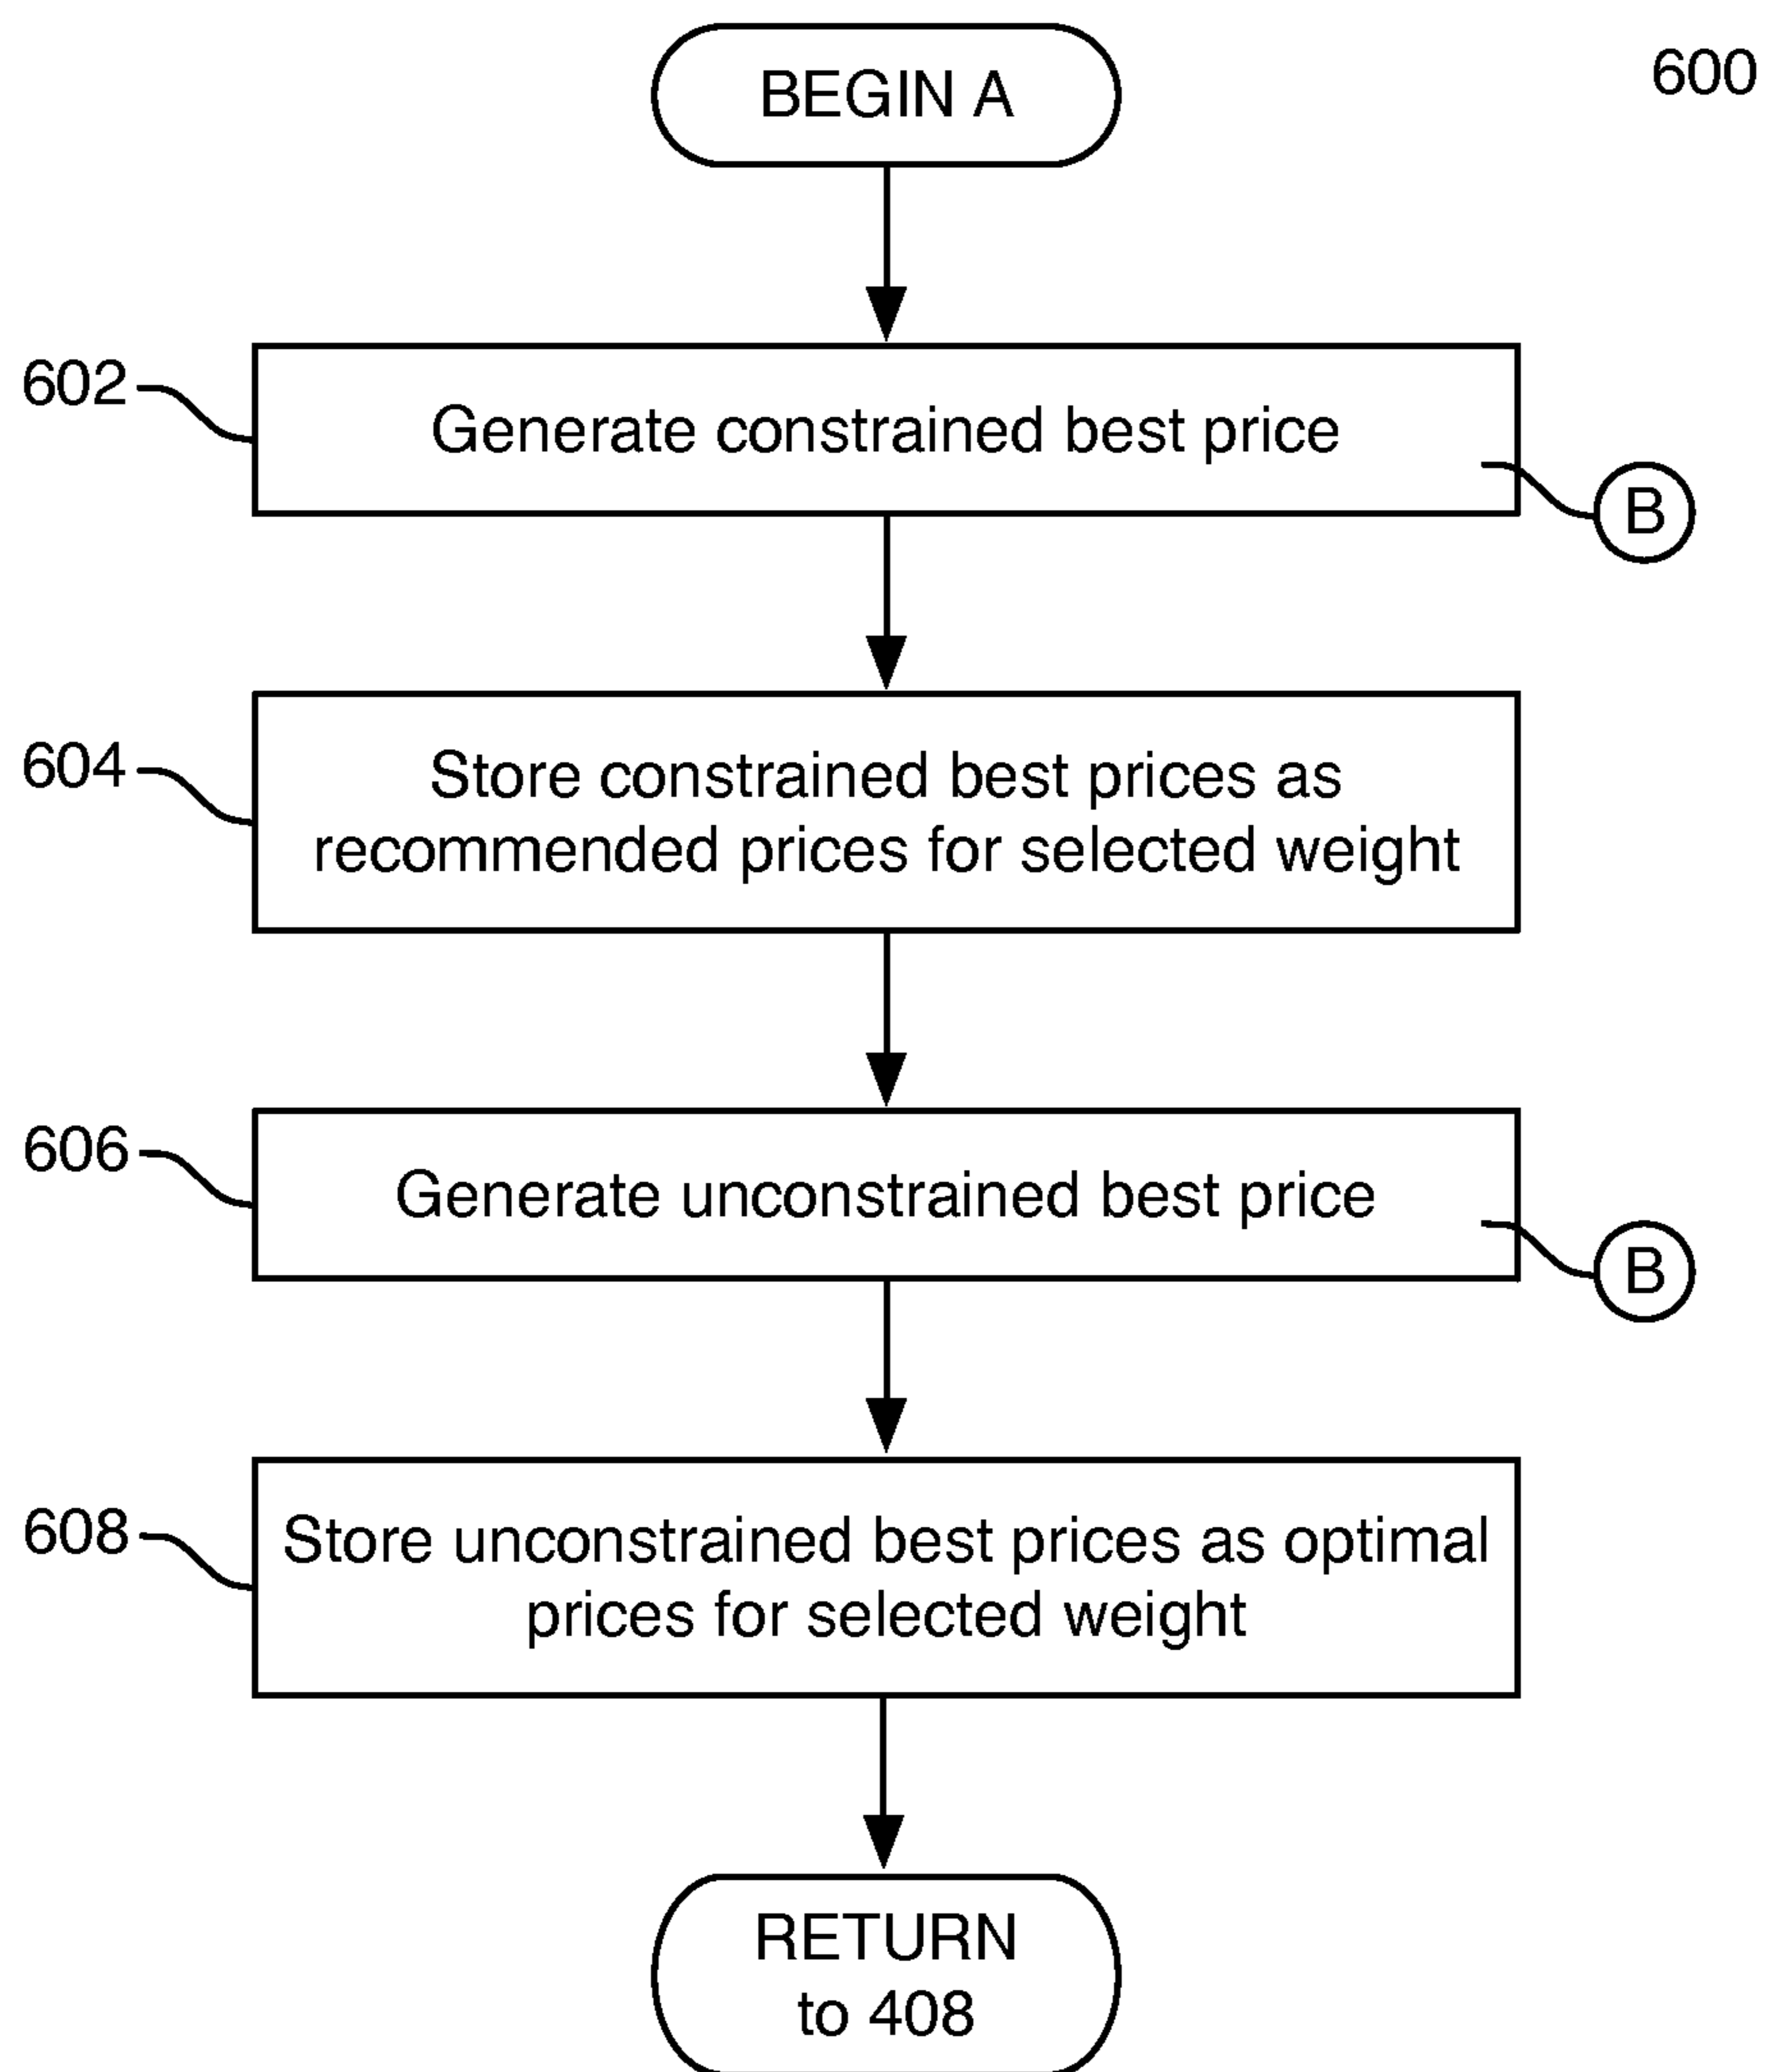 BEGIN A
600
602
Generate constrained best price
B
604
Store constrained best prices as
recommended prices for selected weight
606
Generate unconstrained best price
B
608
Store unconstrained best prices as optimal
prices for selected weight
RETURN
to 408